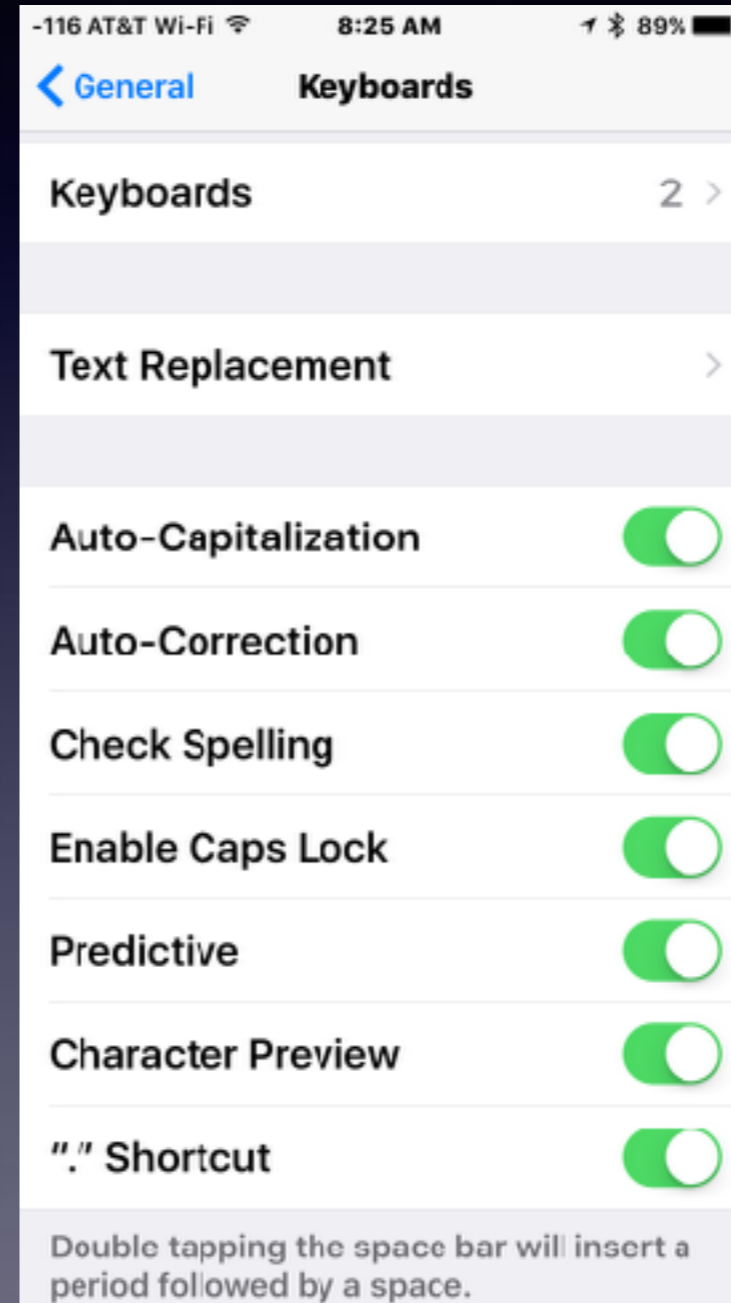 -116 AT&T Wi-Fi 8:25 AM 89%
General Keyboards
Keyboards 2
Text Replacement
Auto-Capitalization
Auto-Correction
Check Spelling
Enable Caps Lock
Predictive
Character Preview
"." Shortcut
Double tapping the space bar will insert a
period followed by a space.